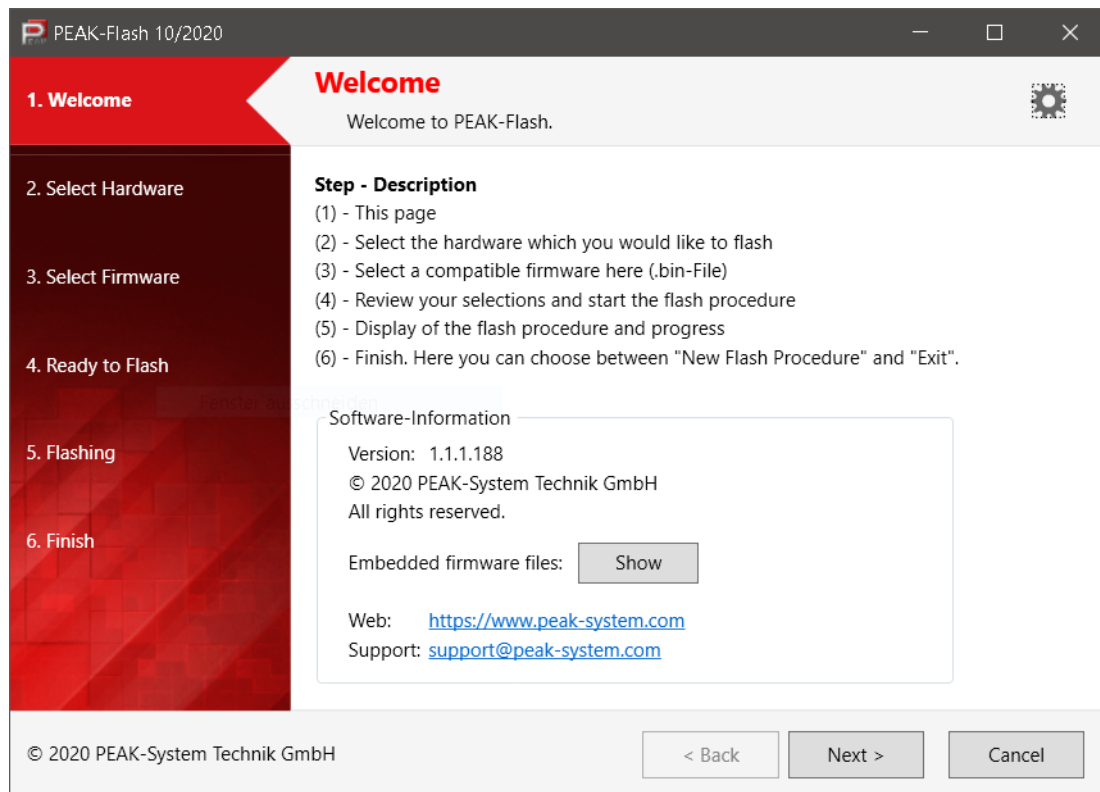 PEAK-Flash 10/2020
1. Welcome
2. Select Hardware
3. Select Firmware
4. Ready to Flash
5. Flashing
6. Finish
Welcome
Welcome to PEAK-Flash.
Step - Description
(1) - This page
(2) - Select the hardware which you would like to flash
(3) - Select a compatible firmware here (.bin-File)
(4) - Review your selections and start the flash procedure
(5) - Display of the flash procedure and progress
(6) - Finish. Here you can choose between "New Flash Procedure" and "Exit".
Fenster ausschneiden
Software-Information
Version: 1.1.1.188
© 2020 PEAK-System Technik GmbH
All rights reserved.
Embedded firmware files: Show
Web: https://www.peak-system.com
Support: support@peak-system.com
© 2020 PEAK-System Technik GmbH
< Back Next > Cancel